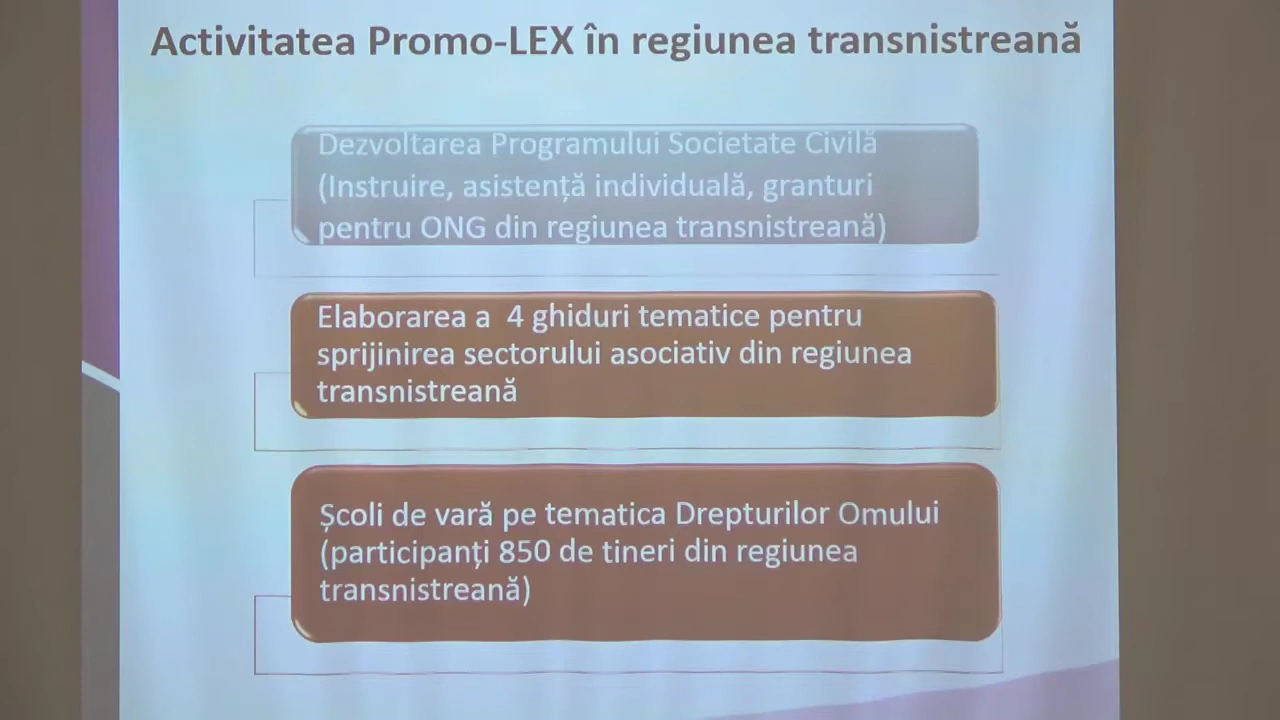 Activitatea Promo-LEX în regiunea transnistreană
Dezvoltarea Programului Societate Civilă
(Instruire, asistență individuală, granturi
pentru ONG din regiunea transnistreană)
Elaborarea a 4 ghiduri tematice pentru
sprijinirea sectorului asociativ din regiunea
transnistreană
Școli de vară pe tematica Drepturilor Omului
(participanți 850 de tineri din regiunea
transnistreană)